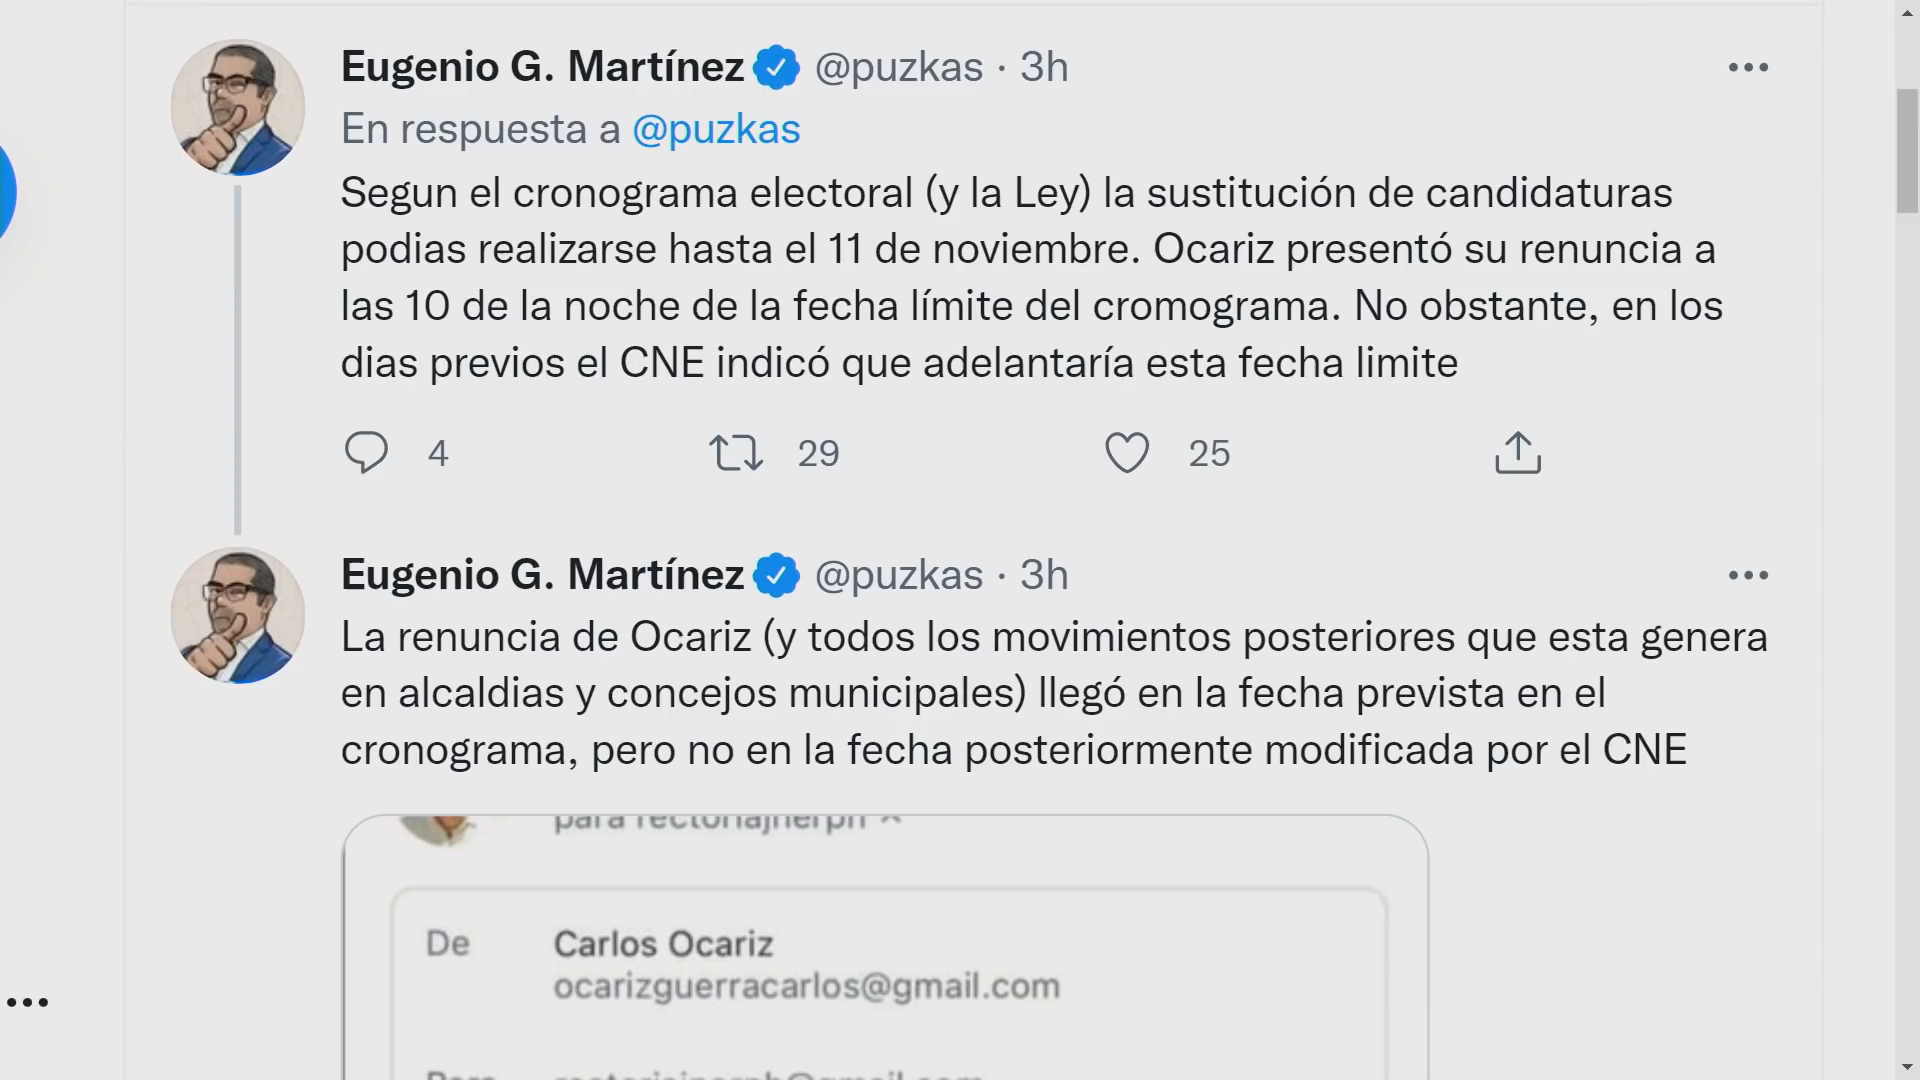 Eugenio G. Martínez @puzkas · 3h
En respuesta a @puzkas
Segun el cronograma electoral (y la Ley) la sustitución de candidaturas
podias realizarse hasta el 11 de noviembre. Ocariz presentó su renuncia a
las 10 de la noche de la fecha límite del cromograma. No obstante, en los
dias previos el CNE indicó que adelantaría esta fecha limite
4 29 25
Eugenio G. Martínez @puzkas · 3h
La renuncia de Ocariz (y todos los movimientos posteriores que esta genera
en alcaldias y concejos municipales) llegó en la fecha prevista en el
cronograma, pero no en la fecha posteriormente modificada por el CNE
para
De Carlos Ocariz
ocarizguerracarlos@gmail.com
Para